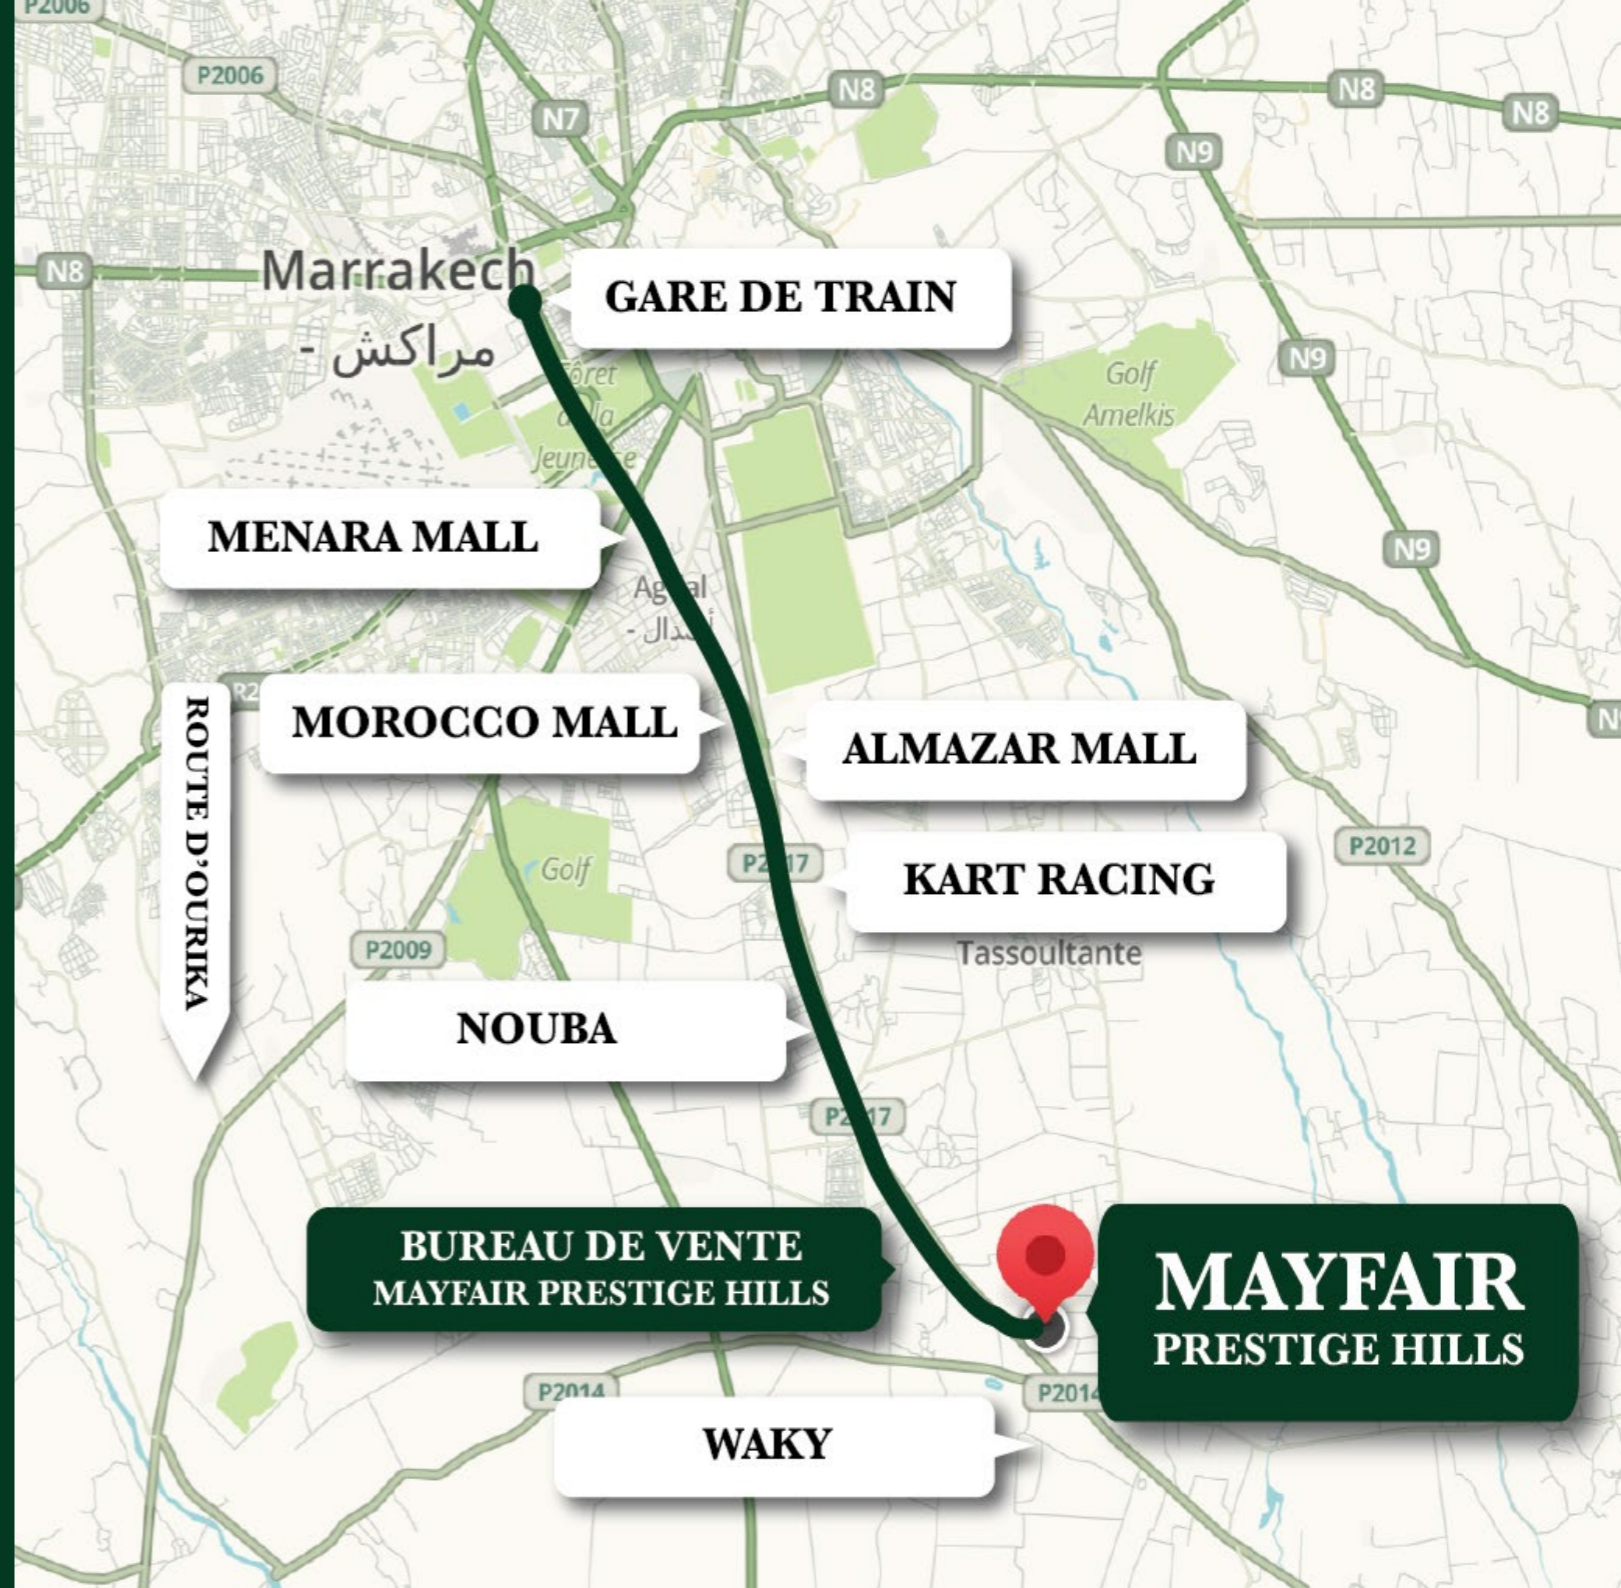 P2006
P2006
N7
N8
N8
N8
N9
N8
Marrakech
مراكش -
GARE DE TRAIN
N9
Golf
Amelkis
MENARA MALL
N9
أكدال -
R2
MOROCCO MALL
ALMAZAR MALL
ROUTE D'OURIKA
P2012
Golf
KART RACING
P2009
Tassoultante
NOUBA
BUREAU DE VENTE
MAYFAIR PRESTIGE HILLS
MAYFAIR
PRESTIGE HILLS
P2014
P2014
WAKY